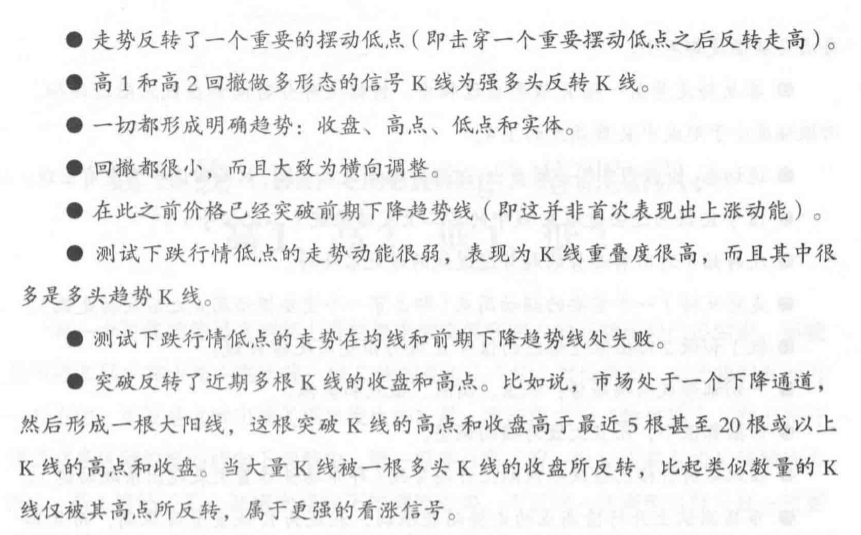 ● 走势反转了一个重要的摆动低点（即击穿一个重要摆动低点之后反转走高）。
● 高1和高2回撤做多形态的信号K线为强多头反转K线。
● 一切都形成明确趋势：收盘、高点、低点和实体。
● 回撤都很小，而且大致为横向调整。
● 在此之前价格已经突破前期下降趋势线（即这并非首次表现出上涨动能）。
● 测试下跌行情低点的走势动能很弱，表现为K线重叠度很高，而且其中很
多是多头趋势K线。
● 测试下跌行情低点的走势在均线和前期下降趋势线处失败。
● 突破反转了近期多根K线的收盘和高点。比如说，市场处于一个下降通道，
然后形成一根大阳线，这根突破K线的高点和收盘高于最近5根甚至20根或以上
K线的高点和收盘。当大量K线被一根多头K线的收盘所反转，比起类似数量的K
线仅被其高点所反转，属于更强的看涨信号。